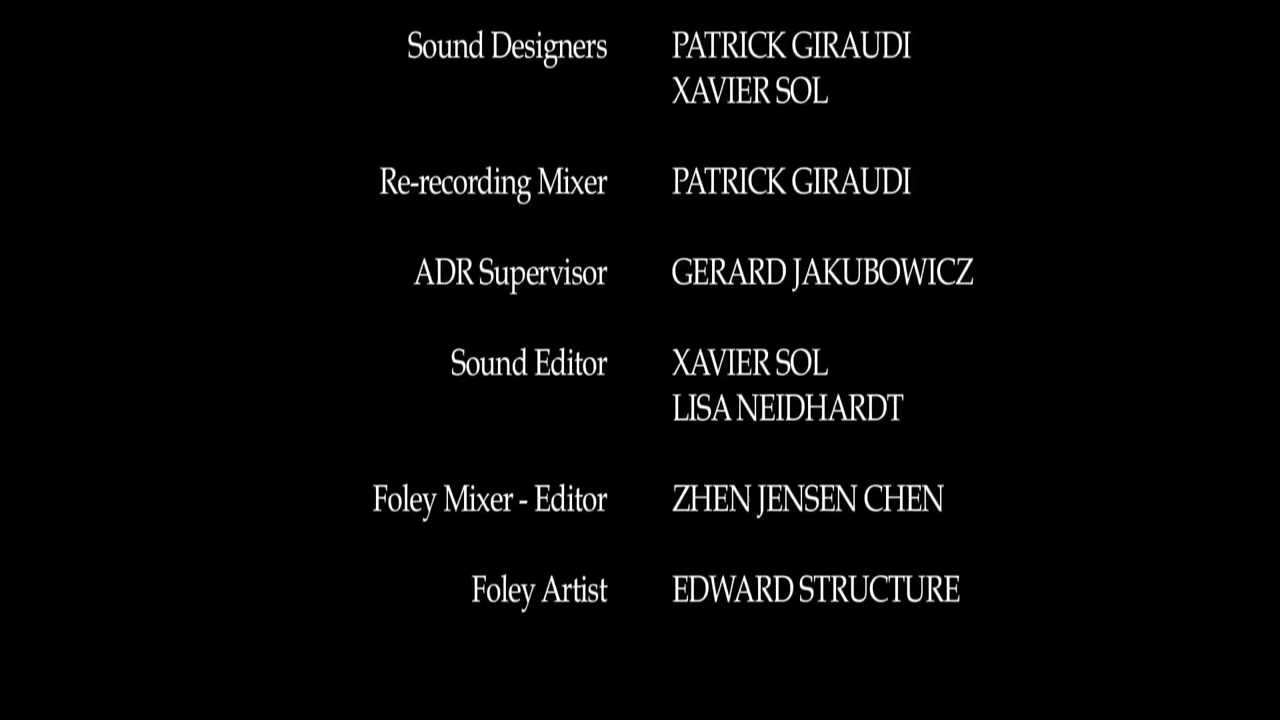 Sound Designers PATRICK GIRAUDI
XAVIER SOL
Re-recording Mixer PATRICK GIRAUDI
ADR Supervisor GERARD JAKUBOWICZ
Sound Editor XAVIER SOL
LISA NEIDHARDT
Foley Mixer - Editor ZHEN JENSEN CHEN
Foley Artist EDWARD STRUCTURE